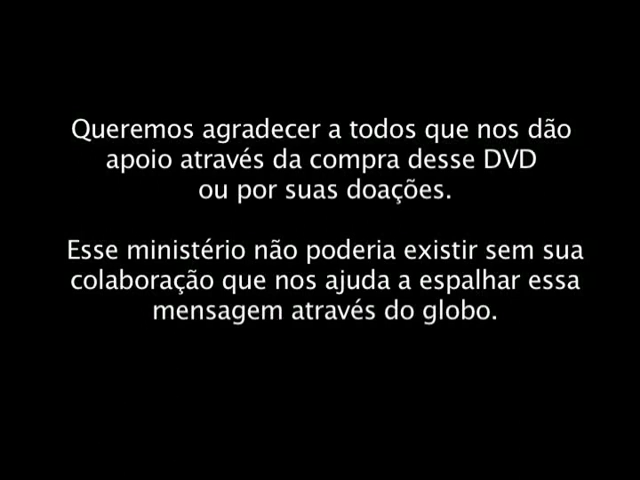 Queremos agradecer a todos que nos dão
apoio através da compra desse DVD
ou por suas doações.
Esse ministério não poderia existir sem sua
colaboração que nos ajuda a espalhar essa
mensagem através do globo.